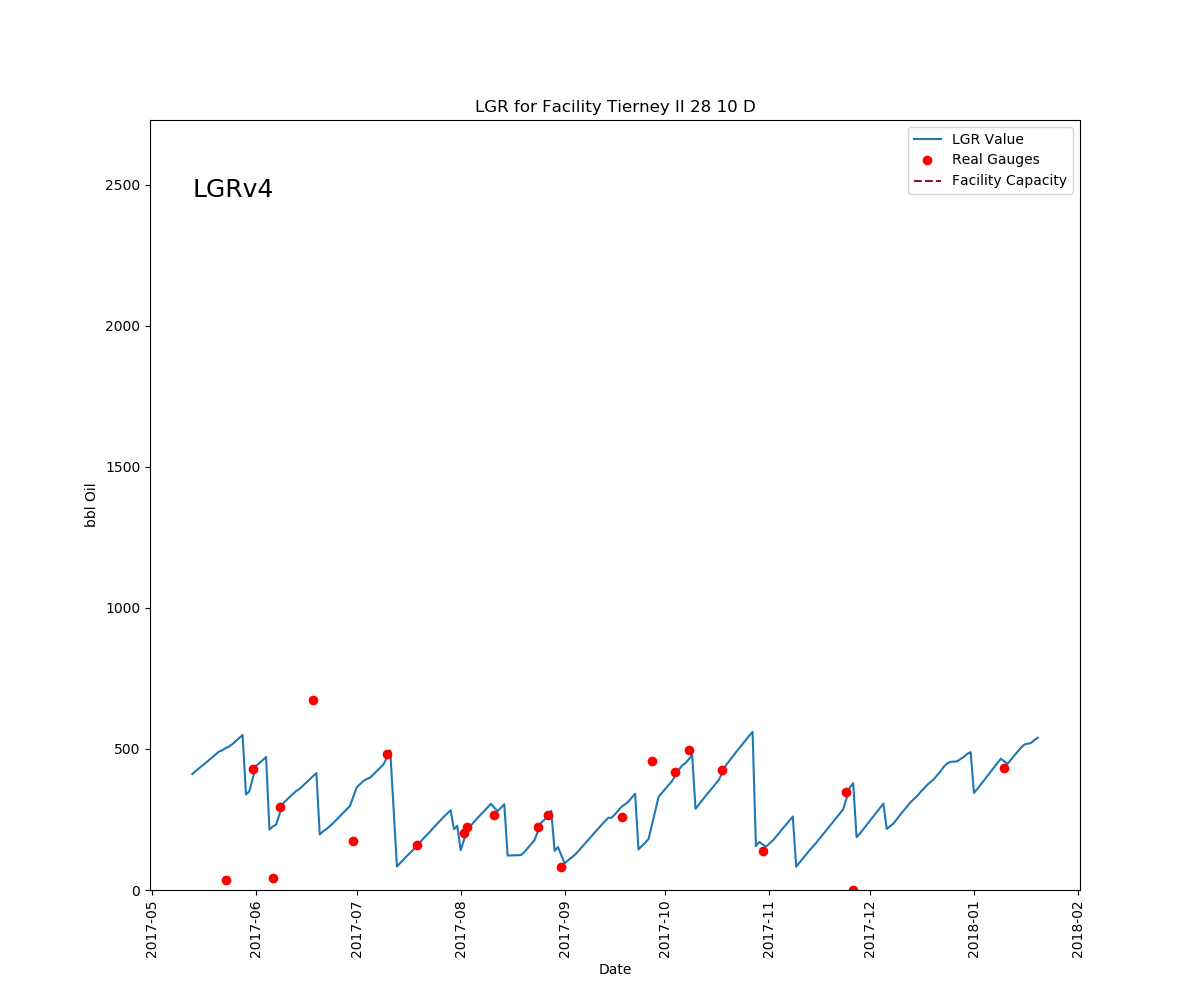 LGR for Facility Tierney II 28 10 D
LGRv4
LGR Value
Real Gauges
Facility Capacity
bbl Oil
2500
2000
1500
1000
500
0
2017-05
2017-06
2017-07
2017-08
2017-09
2017-10
2017-11
2017-12
2018-01
2018-02
Date